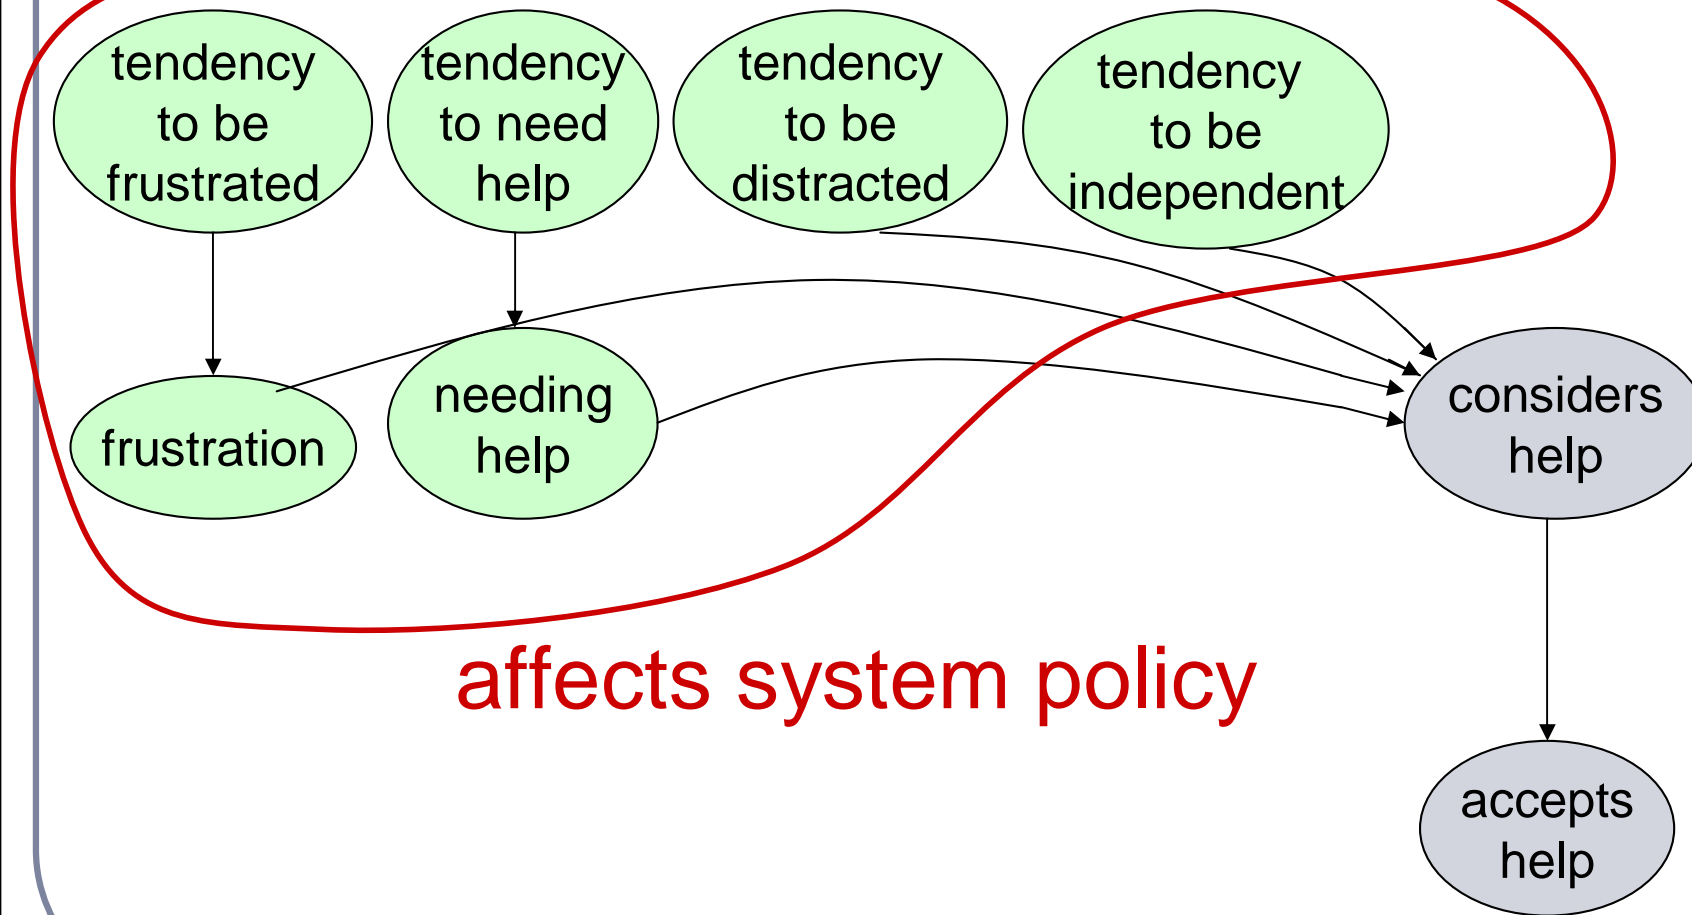 tendency
to be
frustrated
tendency
to need
help
tendency
to be
distracted
tendency
to be
independent
frustration
needing
help
considers
help
affects system policy
accepts
help